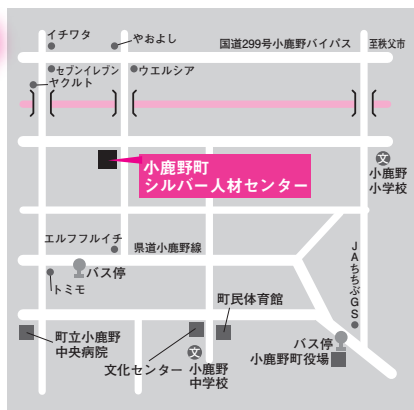 イチワタ
やおよし
国道299号小鹿野バイパス
至秩父市
セブンイレブン
ウエルシア
ヤクルト
小鹿野町
シルバー人材センター
文
小鹿野
小学校
エルフフルイチ
県道小鹿野線
バス停
トミモ
JAちちぶGS
町民体育館
町立小鹿野
中央病院
文化センター
文
小鹿野
中学校
バス停
小鹿野町役場